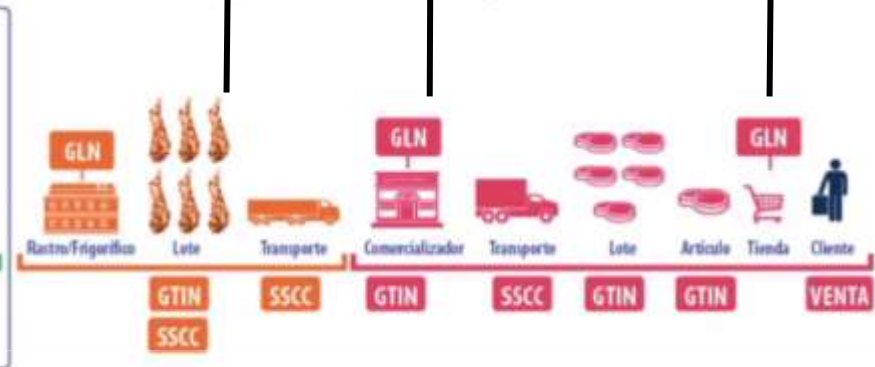 GLN
GLN
GLN
Rastro/Frigorífico Lote Transporte Comercializador Transporte Lote Artículo Tienda Cliente
GTIN SSCC GTIN SSCC GTIN GTIN VENTA
SSCC